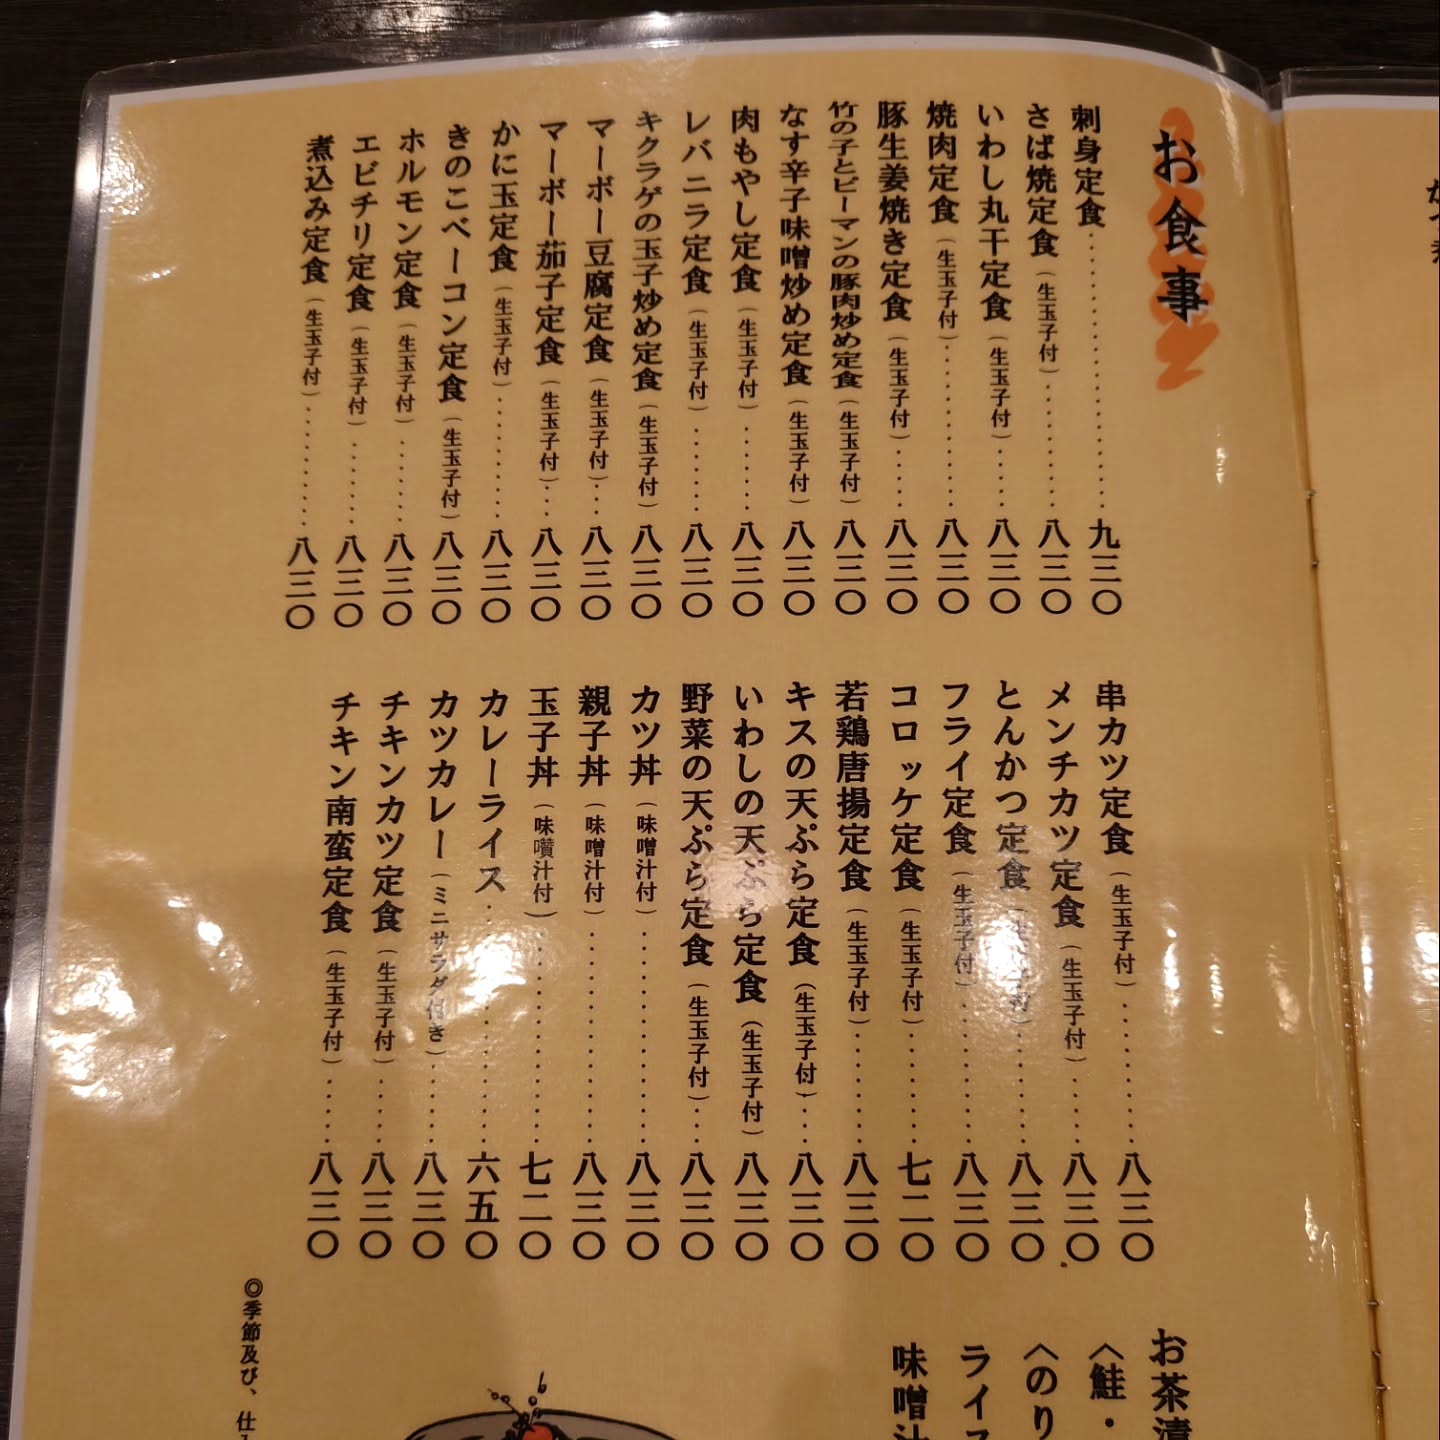 お食事
刺身定食・・・・・・・・・・・・・・・・九三〇
さば焼定食（生玉子付）・・・・・・・・八三〇
いわし丸干定食（生玉子付）・・・・八三〇
焼肉定食（生玉子付）・・・・・・・・・八三〇
豚生姜焼き定食（生玉子付）・・・・八三〇
竹の子とピーマンの豚肉炒め定食（生玉子付）八三〇
なす辛子味噌炒め定食（生玉子付）八三〇
肉もやし定食（生玉子付）・・・・・・八三〇
レバニラ定食（生玉子付）・・・・・・八三〇
キクラゲの玉子炒め定食（生玉子付）八三〇
マーボー豆腐定食（生玉子付）・・・八三〇
マーボー茄子定食（生玉子付）・・・八三〇
かに玉定食（生玉子付）・・・・・・・・八三〇
きのこベーコン定食（生玉子付）八三〇
ホルモン定食（生玉子付）・・・・・・八三〇
エビチリ定食（生玉子付）・・・・・・八三〇
煮込み定食（生玉子付）・・・・・・・・八三〇
串カツ定食（生玉子付）・・・・・・・・八三〇
メンチカツ定食（生玉子付）・・・・八三〇
とんかつ定食（生玉子付）・・・・・・八三〇
フライ定食（生玉子付）・・・・・・・・八三〇
コロッケ定食（生玉子付）・・・・・・七二〇
若鶏唐揚定食（生玉子付）・・・・・・八三〇
キスの天ぷら定食（生玉子付）・・・八三〇
いわしの天ぷら定食（生玉子付）八三〇
野菜の天ぷら定食（生玉子付）・・・八三〇
カツ丼（味噌汁付）・・・・・・・・・・・八三〇
親子丼（味噌汁付）・・・・・・・・・・・八三〇
玉子丼（味噌汁付）・・・・・・・・・・・七二〇
カレーライス・・・・・・・・・・・・・・六五〇
カツカレー（ミニサラダ付き）・・・・八三〇
チキンカツ定食（生玉子付）・・・・八三〇
チキン南蛮定食（生玉子付）・・・・八三〇
お茶漬
〈鮭・
〈のり
ライス
味噌汁
◎季節及び、仕